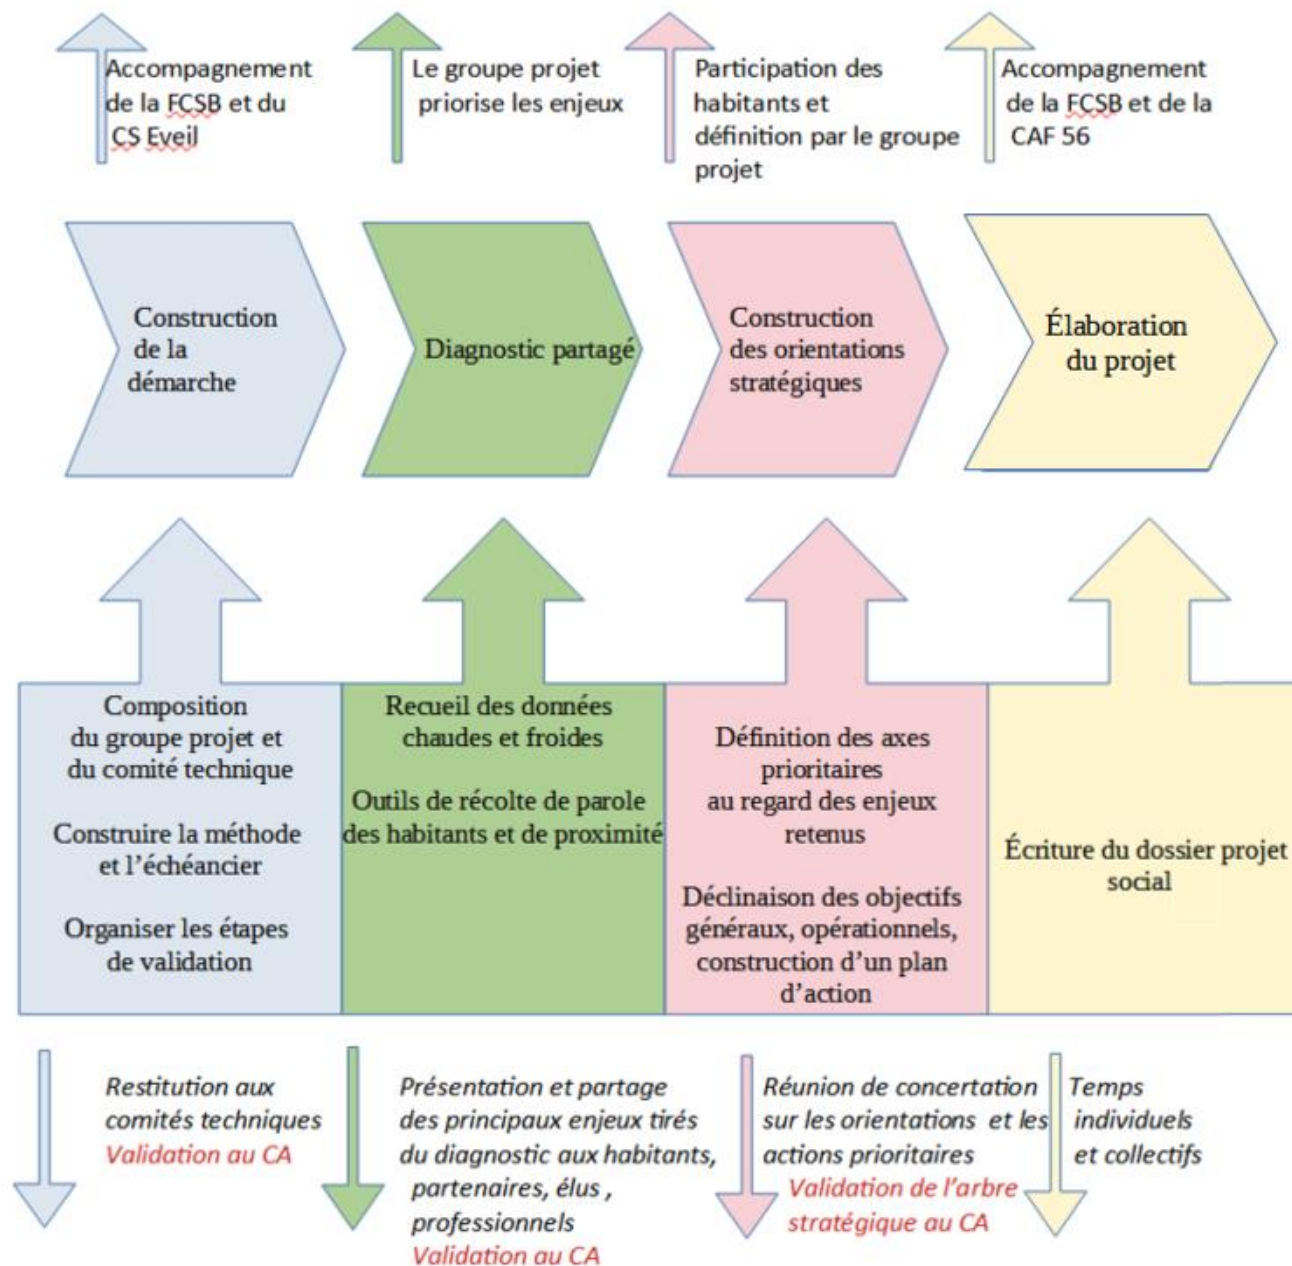 Accompagnement
de la FCSB et du
CS Eveil
Le groupe projet
priorise les enjeux
Participation des
habitants et
définition par le groupe
projet
Accompagnement
de la FCSB et de la
CAF 56
Construction
de la
démarche
Diagnostic partagé
Construction
des orientations
stratégiques
Élaboration
du projet
Composition
du groupe projet et
du comité technique
Construire la méthode
et l'échéancier
Organiser les étapes
de validation
Recueil des données
chaudes et froides
Outils de récolte de parole
des habitants et de proximité
Définition des axes
prioritaires
au regard des enjeux
retenus
Déclinaison des objectifs
généraux, opérationnels,
construction d'un plan
d'action
Écriture du dossier projet
social
Restitution aux
comités techniques
Validation au CA
Présentation et partage
des principaux enjeux tirés
du diagnostic aux habitants,
partenaires, élus ,
professionnels
Validation au CA
Réunion de concertation
sur les orientations et les
actions prioritaires
Validation de l'arbre
stratégique au CA
Temps
individuels
et collectifs